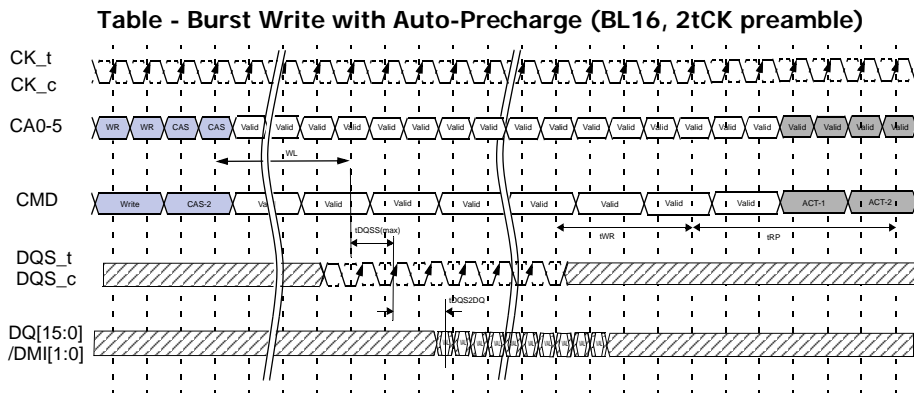 Table - Burst Write with Auto-Precharge (BL16, 2tCK preamble)
CK_t
CK_c
CA0-5 WR WR CAS CAS Valid Valid Valid Valid Valid Valid Valid Valid Valid Valid Valid Valid Valid Valid Valid Valid Valid Valid Valid Valid
WL
CMD Write CAS-2 Valid Valid Valid Valid Valid Valid Valid Valid ACT-1 ACT-2
tDQSS(max) tWR tRP
DQS_t
DQS_c
tDQS2DQ
DQ[15:0]
/DMI[1:0]